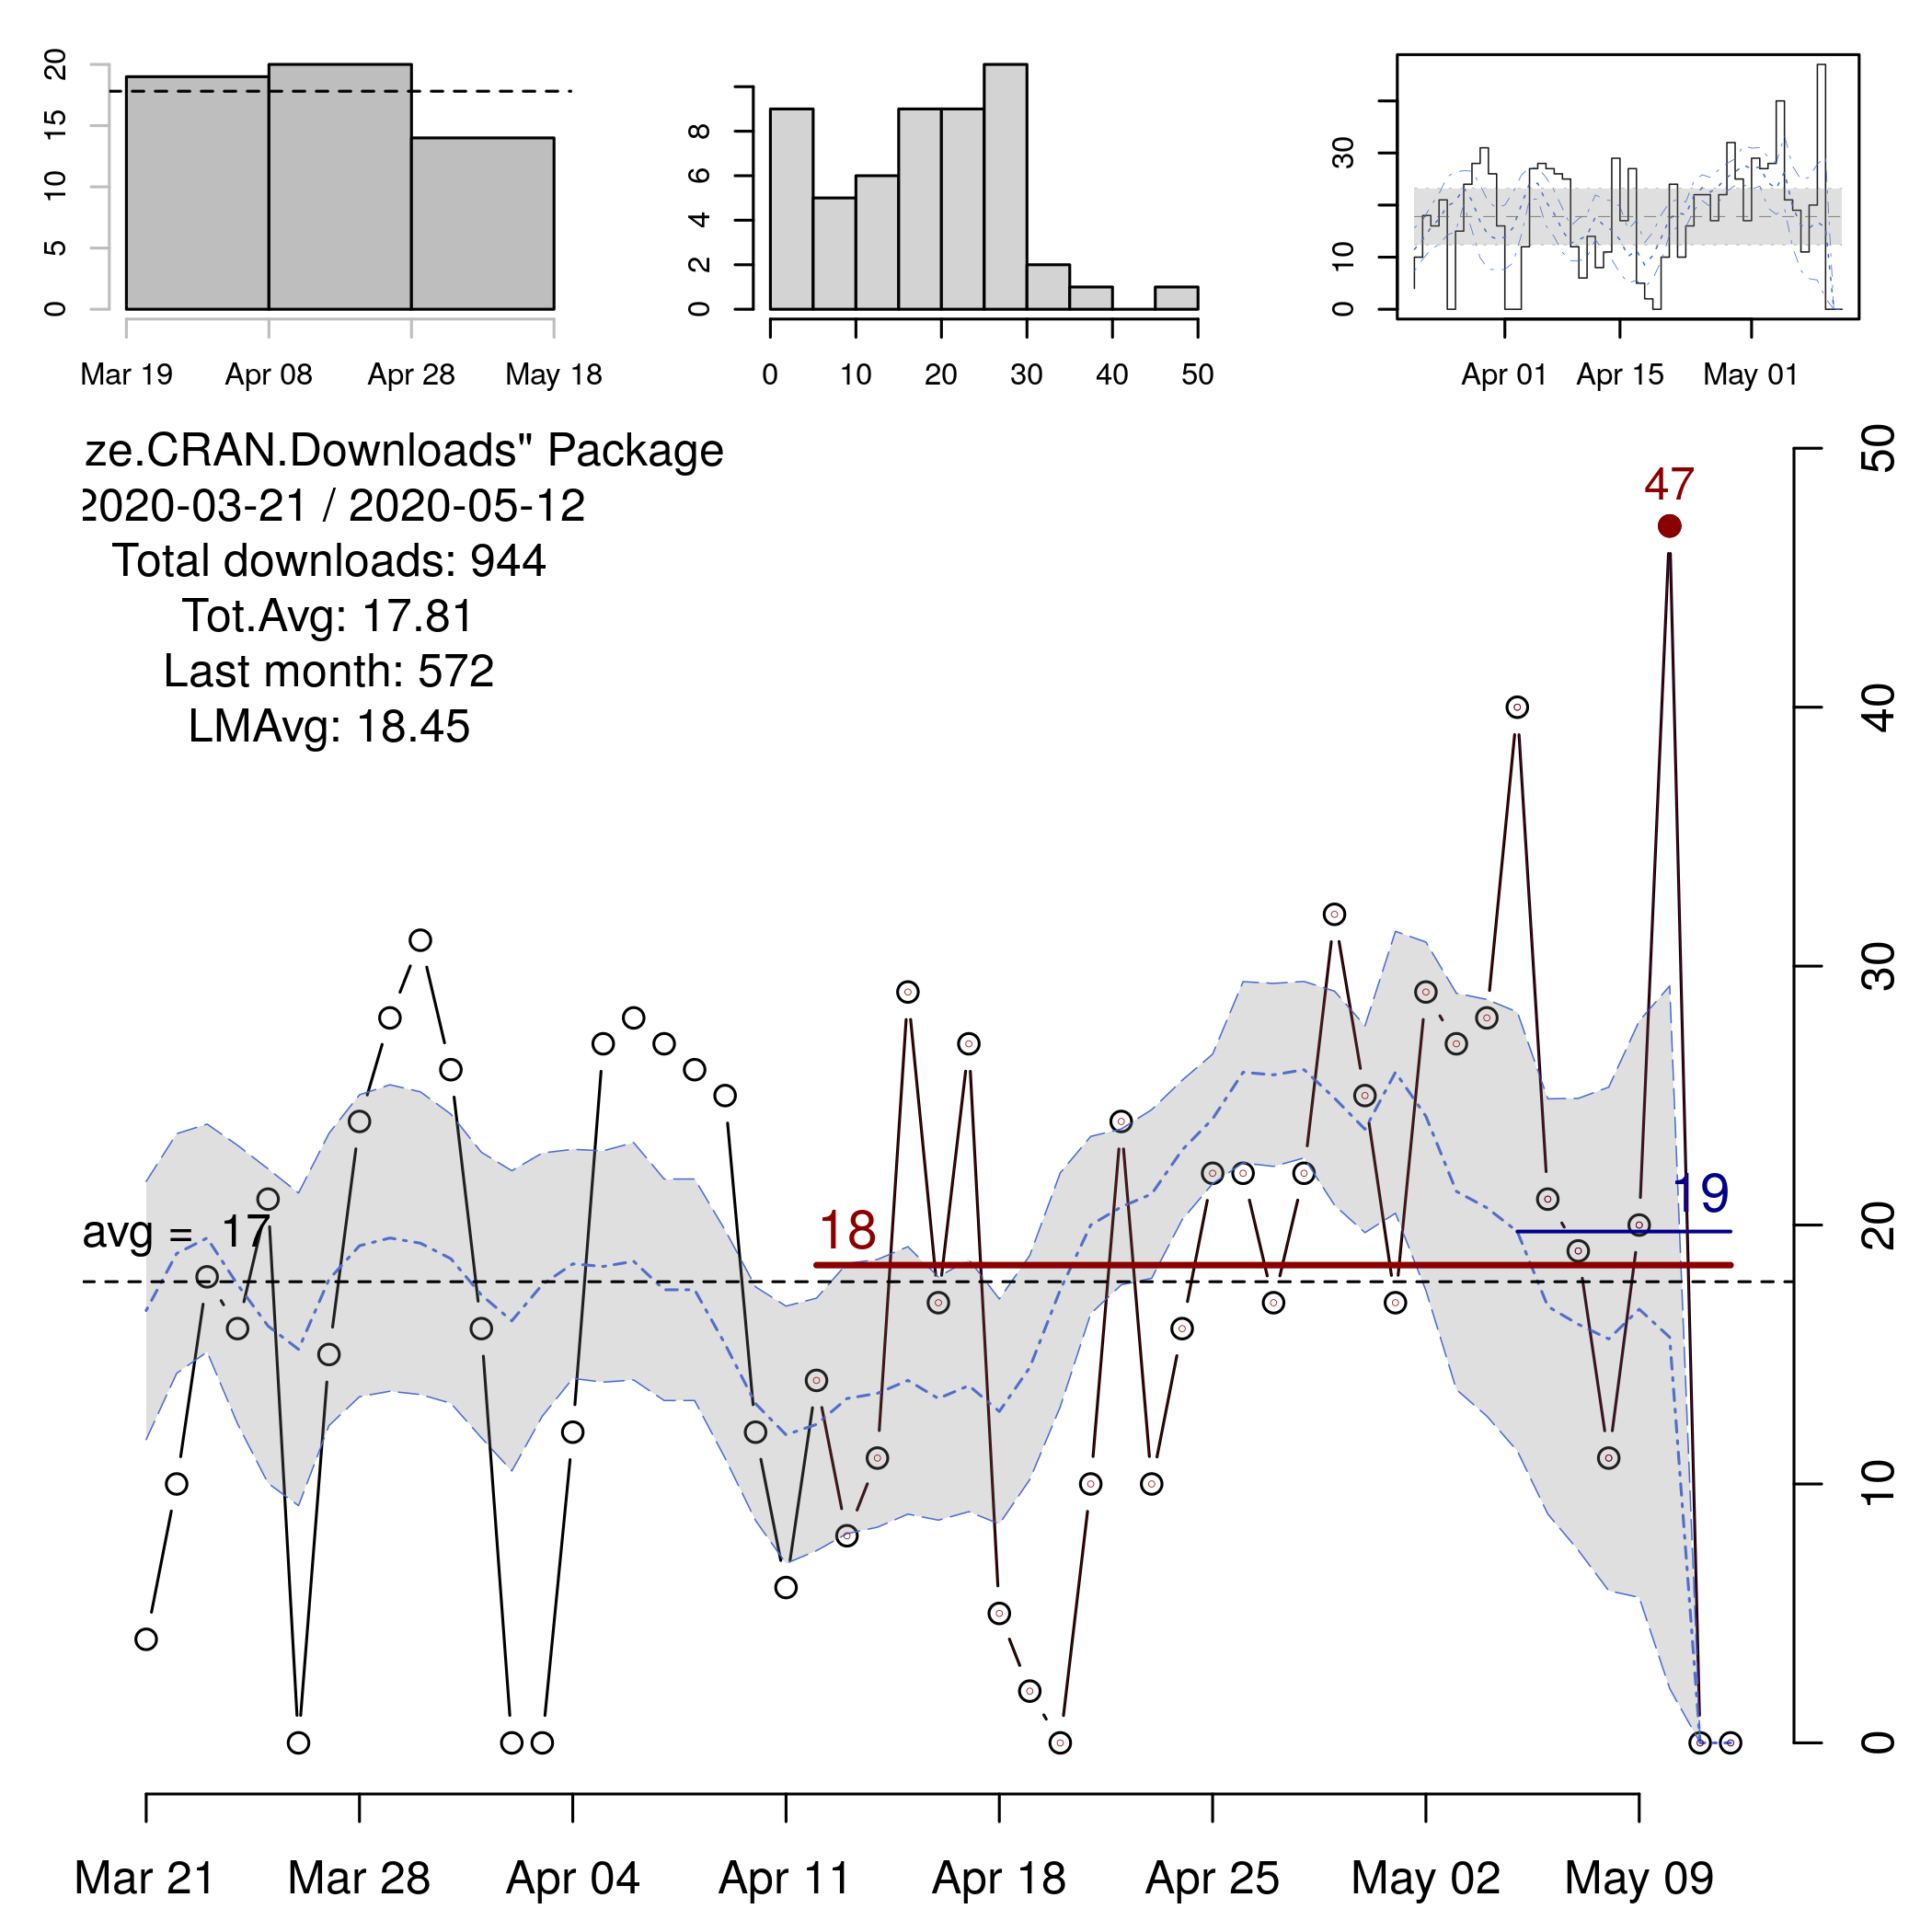 20
15
10
5
0
Mar 19 Apr 08 Apr 28 May 18
8
6
4
2
0
0 10 20 30 40 50
30
10
0
Apr 01 Apr 15 May 01
ze.CRAN.Downloads" Package
2020-03-21 / 2020-05-12
Total downloads: 944
Tot.Avg: 17.81
Last month: 572
LMAvg: 18.45
47
avg = 17
18
19
50
40
30
20
10
0
Mar 21 Mar 28 Apr 04 Apr 11 Apr 18 Apr 25 May 02 May 09